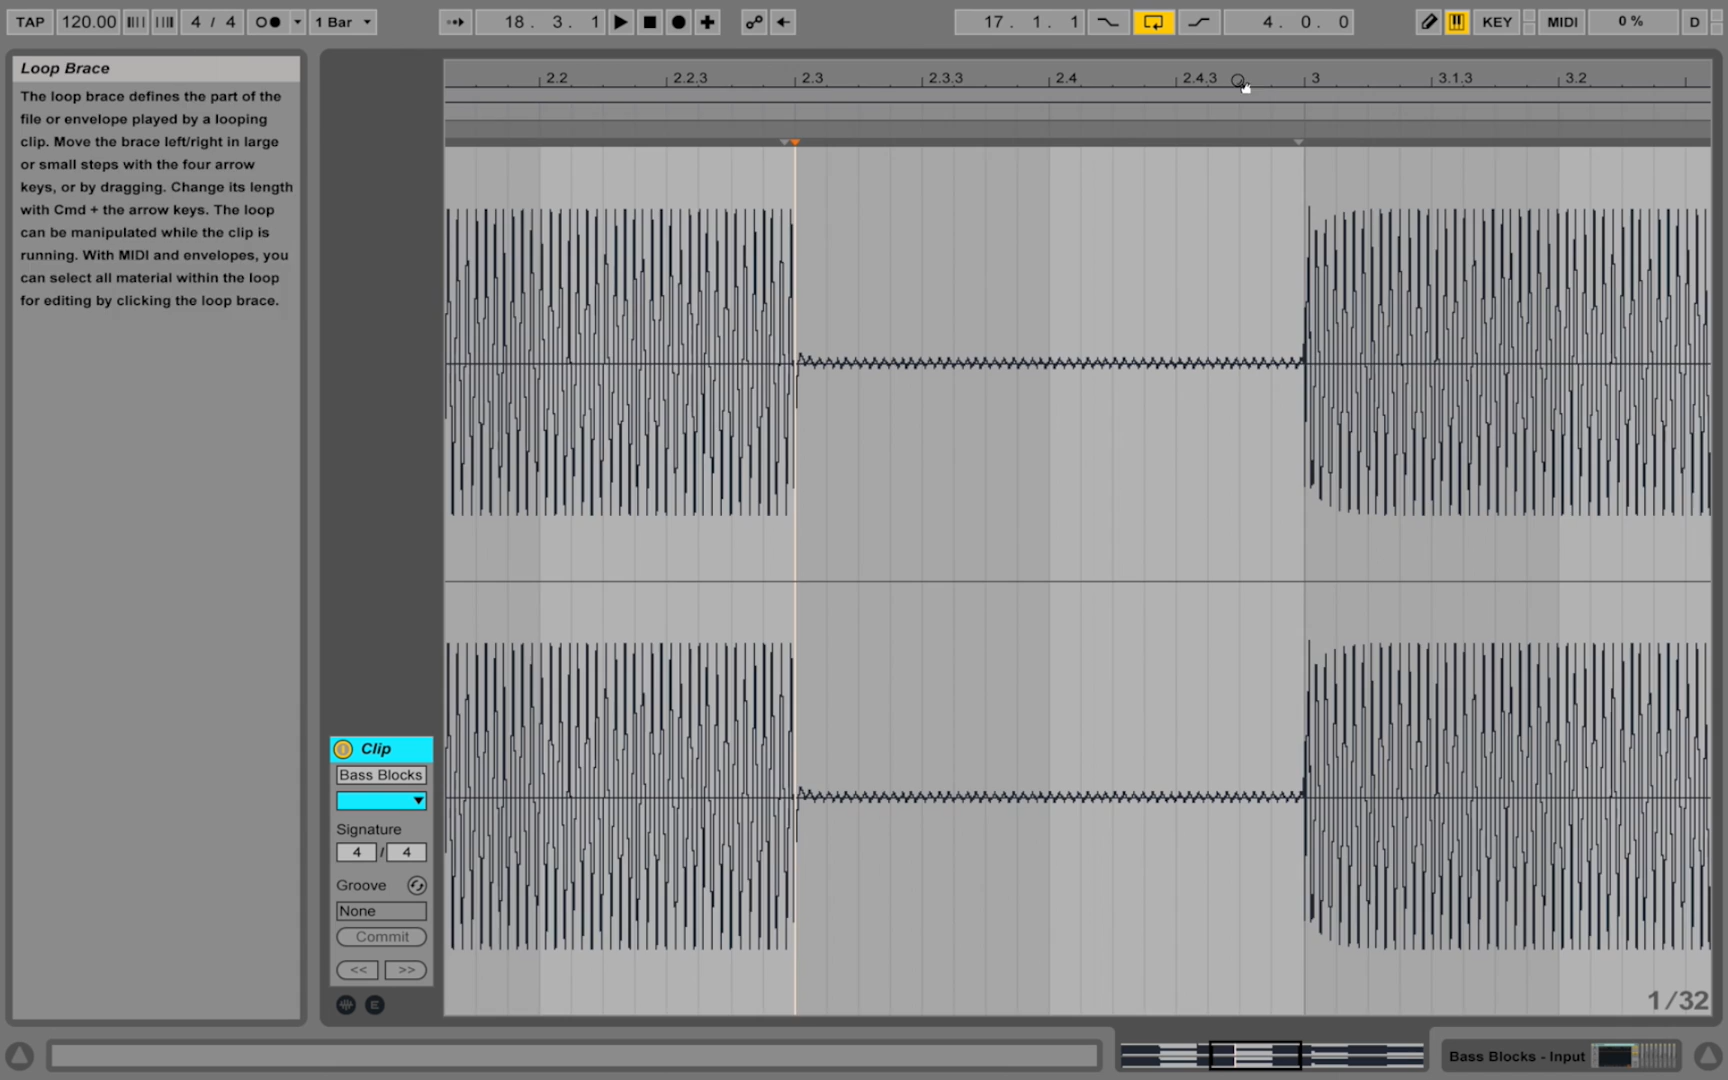 TAP 120.00 4 / 4 1 Bar 18. 3. 1 17. 1. 1 4. 0. 0 KEY MIDI 0 % D
Loop Brace
The loop brace defines the part of the
file or envelope played by a looping
clip. Move the brace left/right in large
or small steps with the four arrow
keys, or by dragging. Change its length
with Cmd + the arrow keys. The loop
can be manipulated while the clip is
running. With MIDI and envelopes, you
can select all material within the loop
for editing by clicking the loop brace.
2.2 2.2.3 2.3 2.3.3 2.4 2.4.3 3 3.1.3 3.2
Clip
Bass Blocks
Signature
4 / 4
Groove
None
Commit
<< >>
E
1/32
Bass Blocks - Input